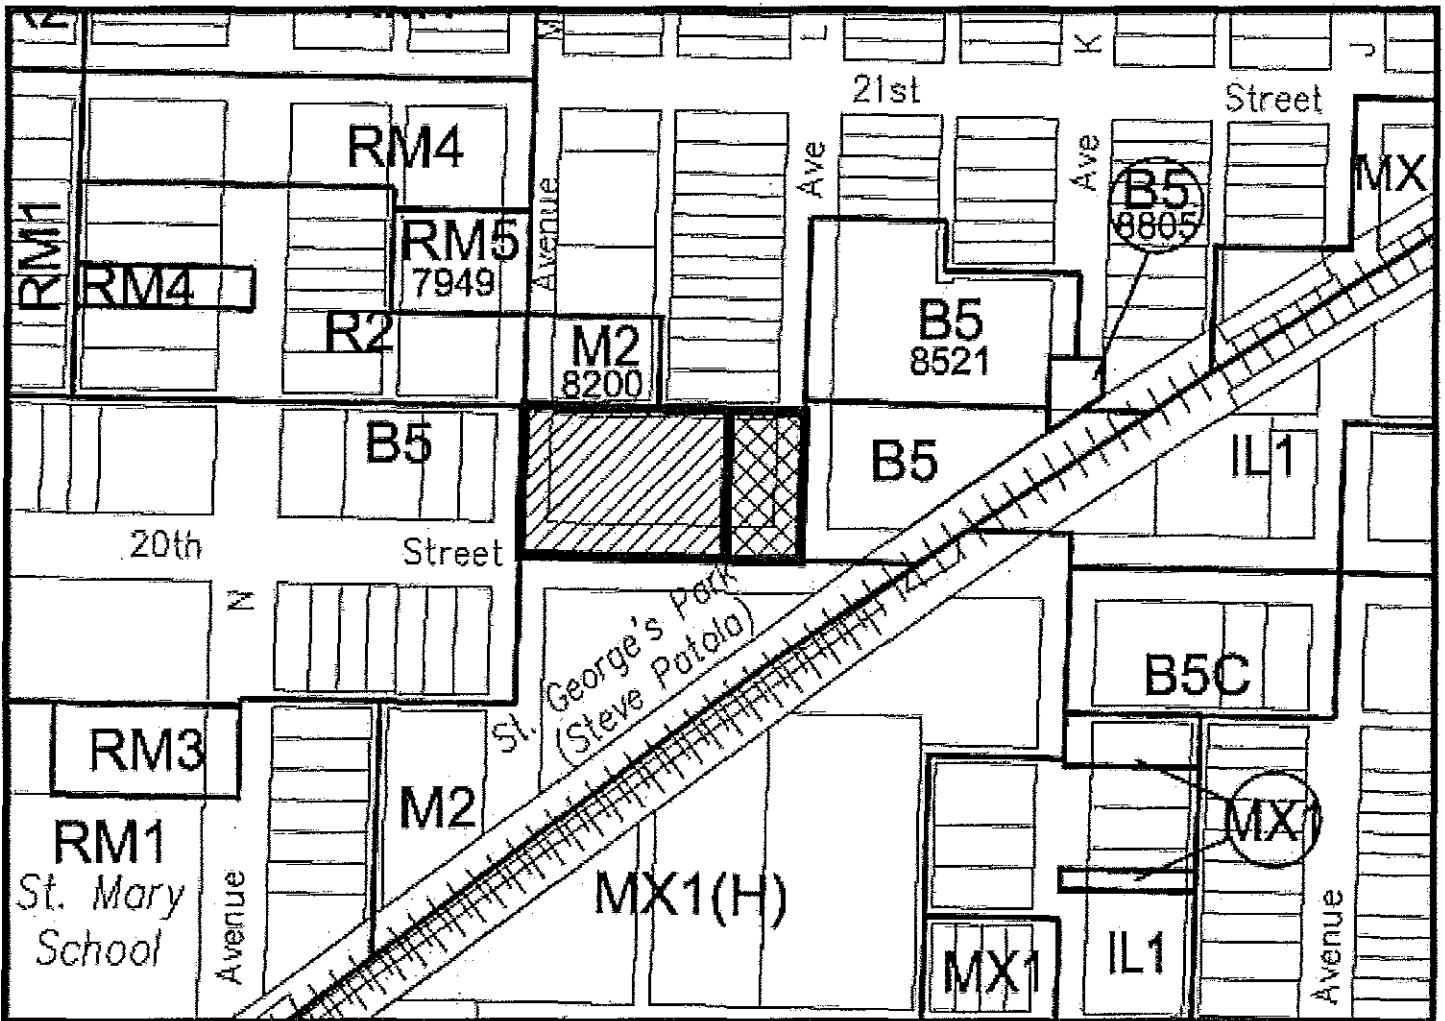 R2
M
L
K
J
21st
Street
RM4
Ave
Ave
B5
8805
MX
RM1
RM5
7949
Avenue
RM4
R2
M2
8200
B5
8521
B5
B5
IL1
20th
Street
N
St. George's Park
(Steve Patola)
B5C
RM3
M2
RM1
St. Mary
School
Avenue
MX1(H)
MX1
MX1
IL1
Avenue